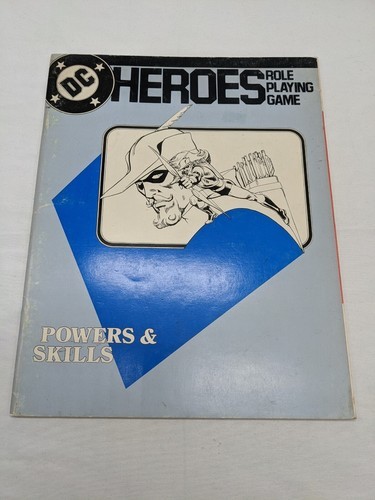 DC
HEROES
ROLE
PLAYING
GAME
POWERS &
SKILLS